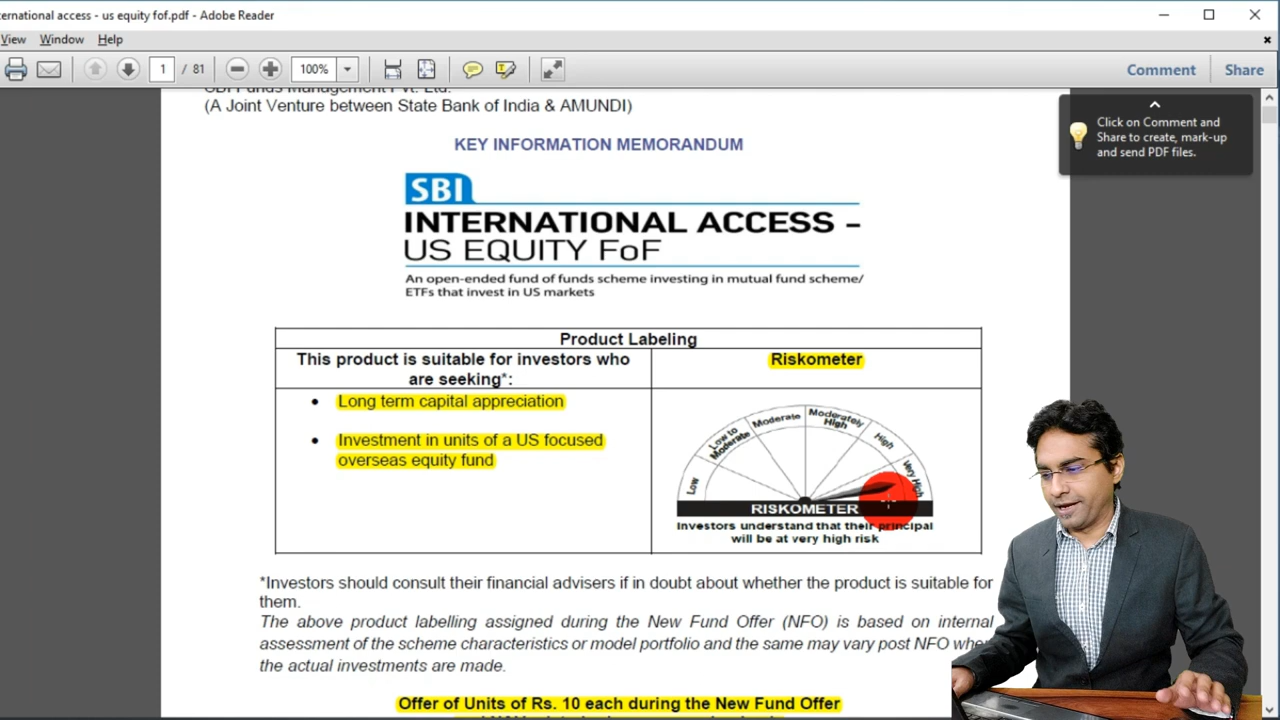 ternational access - us equity fof.pdf - Adobe Reader
View Window Help
1 / 81 100% Comment Share
SBI Funds Management Pvt. Ltd.
(A Joint Venture between State Bank of India & AMUNDI)
Click on Comment and
Share to create, mark-up
and send PDF files.
KEY INFORMATION MEMORANDUM
SBI
INTERNATIONAL ACCESS –
US EQUITY FoF
An open-ended fund of funds scheme investing in mutual fund scheme/
ETFs that invest in US markets
Product Labeling
This product is suitable for investors who
are seeking*:
Riskometer
• Long term capital appreciation
• Investment in units of a US focused
overseas equity fund
Low
Low to
Moderate
Moderate
Moderately
High
High
Very High
RISKOMETER
Investors understand that their principal
will be at very high risk
*Investors should consult their financial advisers if in doubt about whether the product is suitable for
them.
The above product labelling assigned during the New Fund Offer (NFO) is based on internal
assessment of the scheme characteristics or model portfolio and the same may vary post NFO whe
the actual investments are made.
Offer of Units of Rs. 10 each during the New Fund Offer